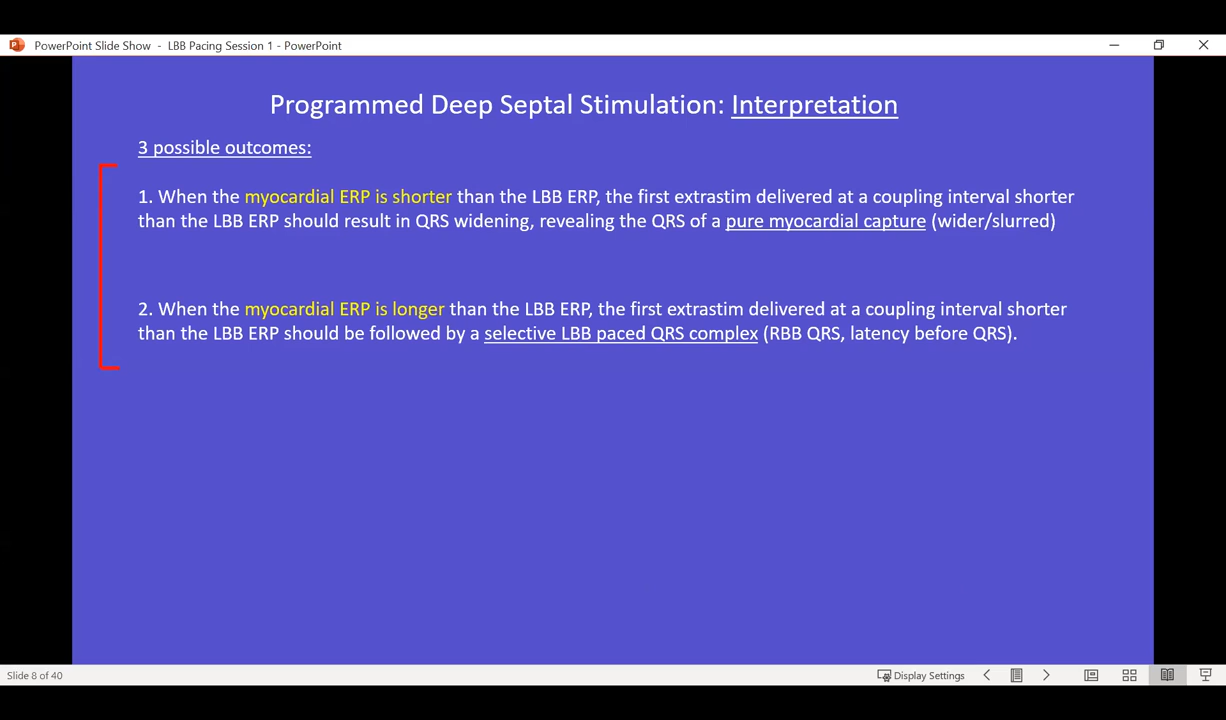 PowerPoint Slide Show - LBB Pacing Session 1 - PowerPoint
Programmed Deep Septal Stimulation: Interpretation
3 possible outcomes:
1. When the myocardial ERP is shorter than the LBB ERP, the first extrastim delivered at a coupling interval shorter
than the LBB ERP should result in QRS widening, revealing the QRS of a pure myocardial capture (wider/slurred)
2. When the myocardial ERP is longer than the LBB ERP, the first extrastim delivered at a coupling interval shorter
than the LBB ERP should be followed by a selective LBB paced QRS complex (RBB QRS, latency before QRS).
Slide 8 of 40
Display Settings